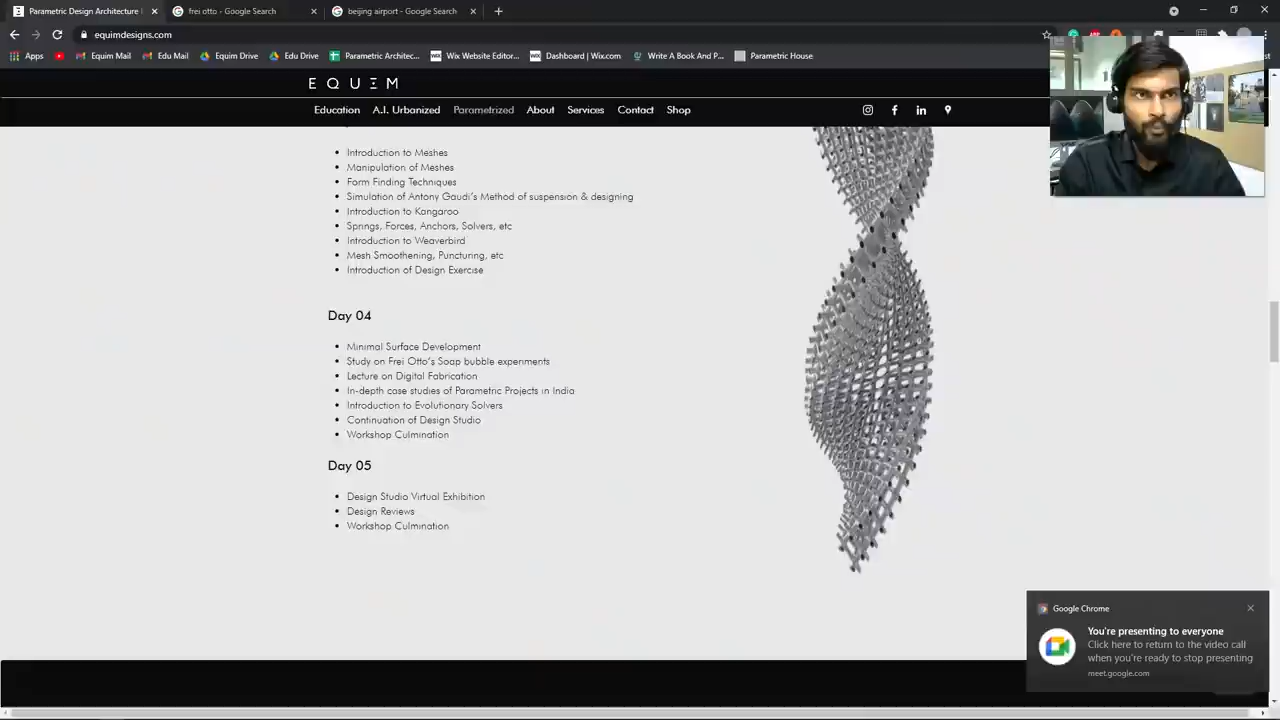 Parametric Design Architecture
frei otto - Google Search
beijing airport - Google Search
equimdesigns.com
Apps
Equim Mail
Edu Mail
Equim Drive
Edu Drive
Parametric Architec...
Wix Website Editor...
Dashboard | Wix.com
Write A Book And P...
Parametric House
EQUIM
Education
A.I. Urbanized
Parametrized
About
Services
Contact
Shop
Introduction to Meshes
Manipulation of Meshes
Form Finding Techniques
Simulation of Antony Gaudi's Method of suspension & designing
Introduction to Kangaroo
Springs, Forces, Anchors, Solvers, etc
Introduction to Weaverbird
Mesh Smoothening, Puncturing, etc
Introduction of Design Exercise
Day 04
Minimal Surface Development
Study on Frei Otto's Soap bubble experiments
Lecture on Digital Fabrication
In-depth case studies of Parametric Projects in India
Introduction to Evolutionary Solvers
Continuation of Design Studio
Workshop Culmination
Day 05
Design Studio Virtual Exhibition
Design Reviews
Workshop Culmination
Google Chrome
You're presenting to everyone
Click here to return to the video call
when you're ready to stop presenting
meet.google.com